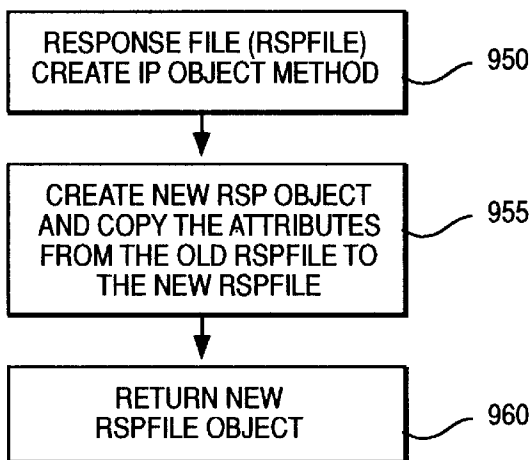 RESPONSE FILE (RSPFILE)
CREATE IP OBJECT METHOD
950
CREATE NEW RSP OBJECT
AND COPY THE ATTRIBUTES
FROM THE OLD RSPFILE TO
THE NEW RSPFILE
955
RETURN NEW
RSPFILE OBJECT
960